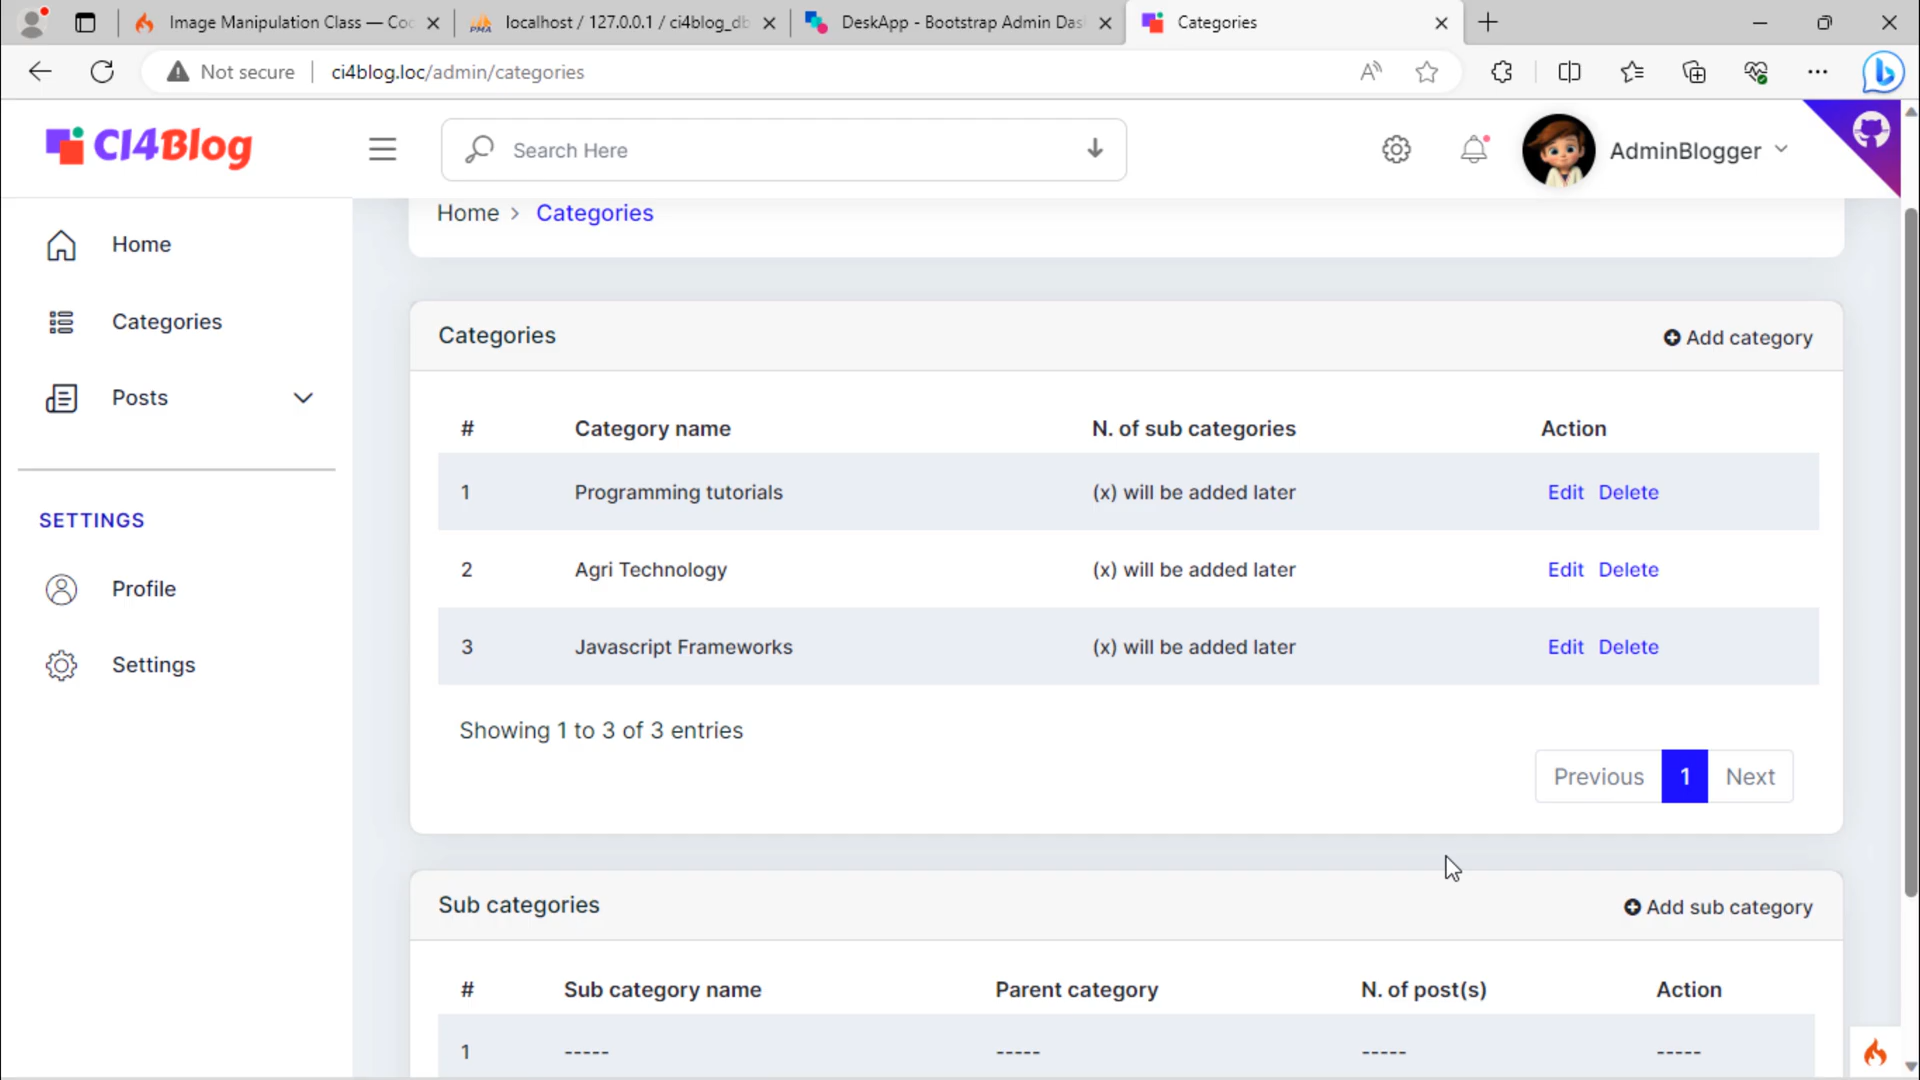 Image Manipulation Class — Coc
PMA localhost / 127.0.0.1 / ci4blog_db
DeskApp - Bootstrap Admin Das
Categories
Not secure
ci4blog.loc/admin/categories
CI4Blog
Search Here
AdminBlogger
Home
Categories
Posts
SETTINGS
Profile
Settings
Home > Categories
Categories
Add category
# Category name N. of sub categories Action
1 Programming tutorials (x) will be added later Edit Delete
2 Agri Technology (x) will be added later Edit Delete
3 Javascript Frameworks (x) will be added later Edit Delete
Showing 1 to 3 of 3 entries
Previous 1 Next
Sub categories
Add sub category
# Sub category name Parent category N. of post(s) Action
1 ----- ----- ----- -----